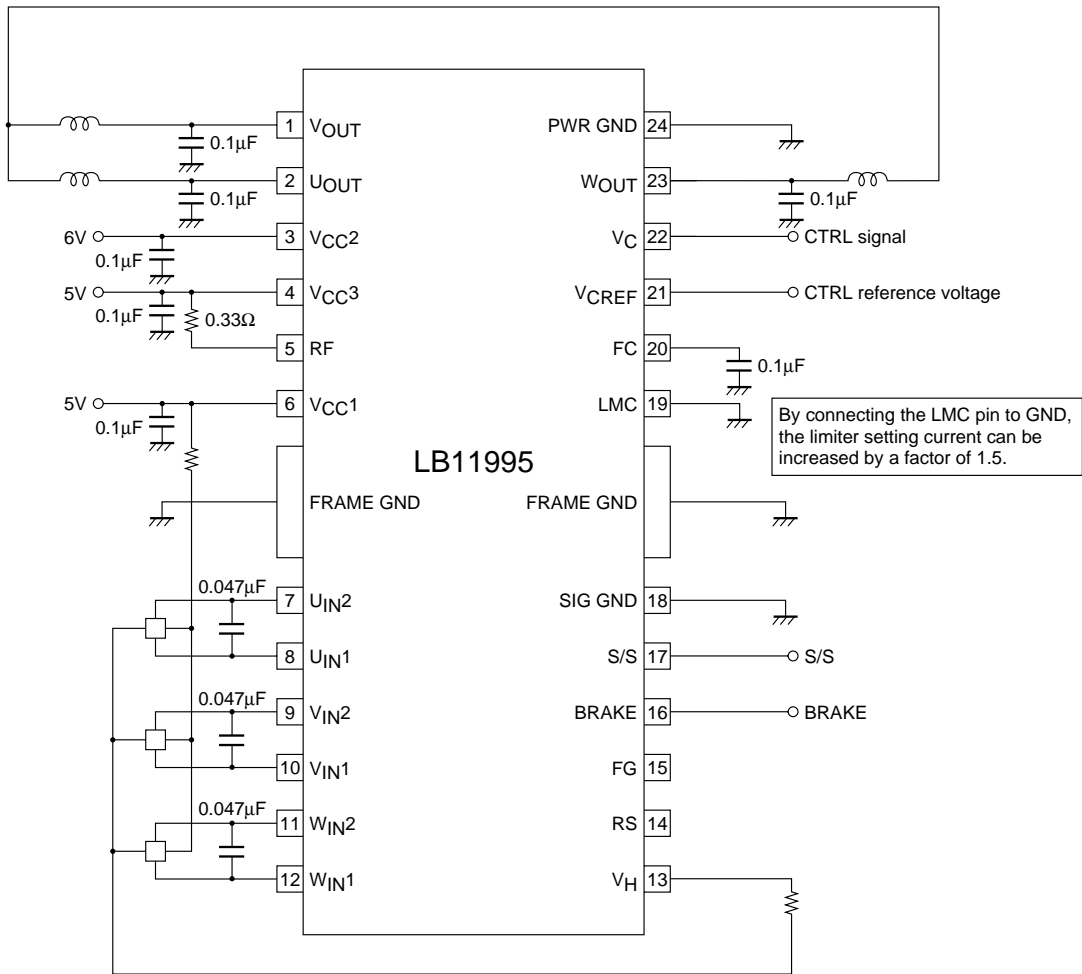 1 VOUT PWR GND 24
0.1μF
2 UOUT WOUT 23
0.1μF 0.1μF
6V 3 VCC2 VC 22 CTRL signal
0.1μF
5V 4 VCC3 VCREF 21 CTRL reference voltage
0.1μF 0.33Ω
5 RF FC 20
0.1μF
5V 6 VCC1 LMC 19
0.1μF
By connecting the LMC pin to GND,
the limiter setting current can be
increased by a factor of 1.5.
LB11995
FRAME GND FRAME GND
0.047μF
7 UIN2 SIG GND 18
8 UIN1 S/S 17 S/S
0.047μF
9 VIN2 BRAKE 16 BRAKE
10 VIN1 FG 15
0.047μF
11 WIN2 RS 14
12 WIN1 VH 13